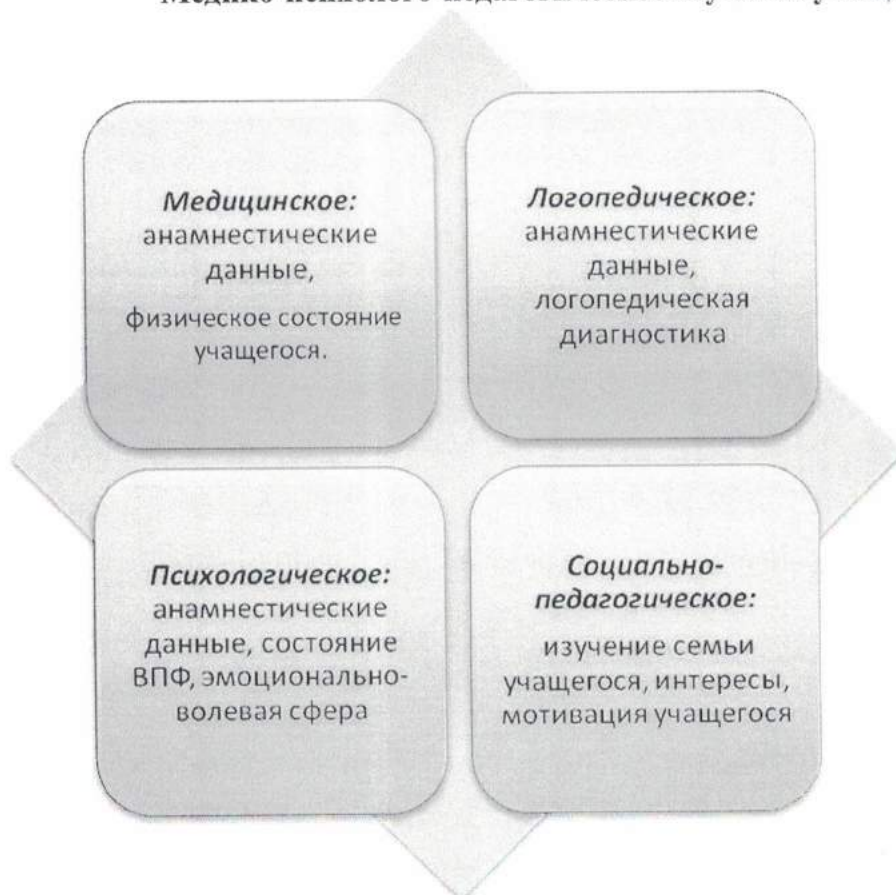 Медицинское:
анамнестические
данные,
физическое состояние
учащегося.
Логопедическое:
анамнестические
данные,
логопедическая
диагностика
Психологическое:
анамнестические
данные, состояние
ВПФ, эмоционально-
волевая сфера
Социально-
педагогическое:
изучение семьи
учащегося, интересы,
мотивация учащегося